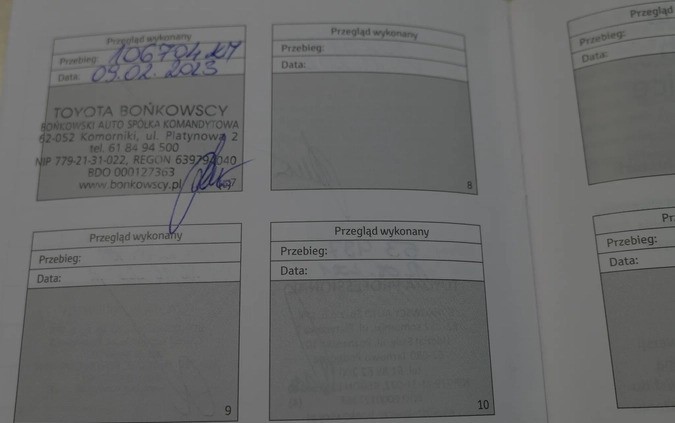 Przegląd wykonany
Przebieg: 106704 KM
Data: 09.02.2023
TOYOTA BOŃKOWSCY
BOŃKOWSKI AUTO SPÓŁKA KOMANDYTOWA
62-052 Komorniki, ul. Platynowa 2
tel. 61 84 94 500
NIP 779-21-31-022, REGON 639794040
BDO 000127363
www.bonkowscy.pl
Przegląd wykonany
Przebieg:
Data:
8
Przegląd wykonany
Przebieg:
Data:
9
Przegląd wykonany
Przebieg:
Data:
10
Przegląd
Przebieg:
Data:
Przebieg:
Data: